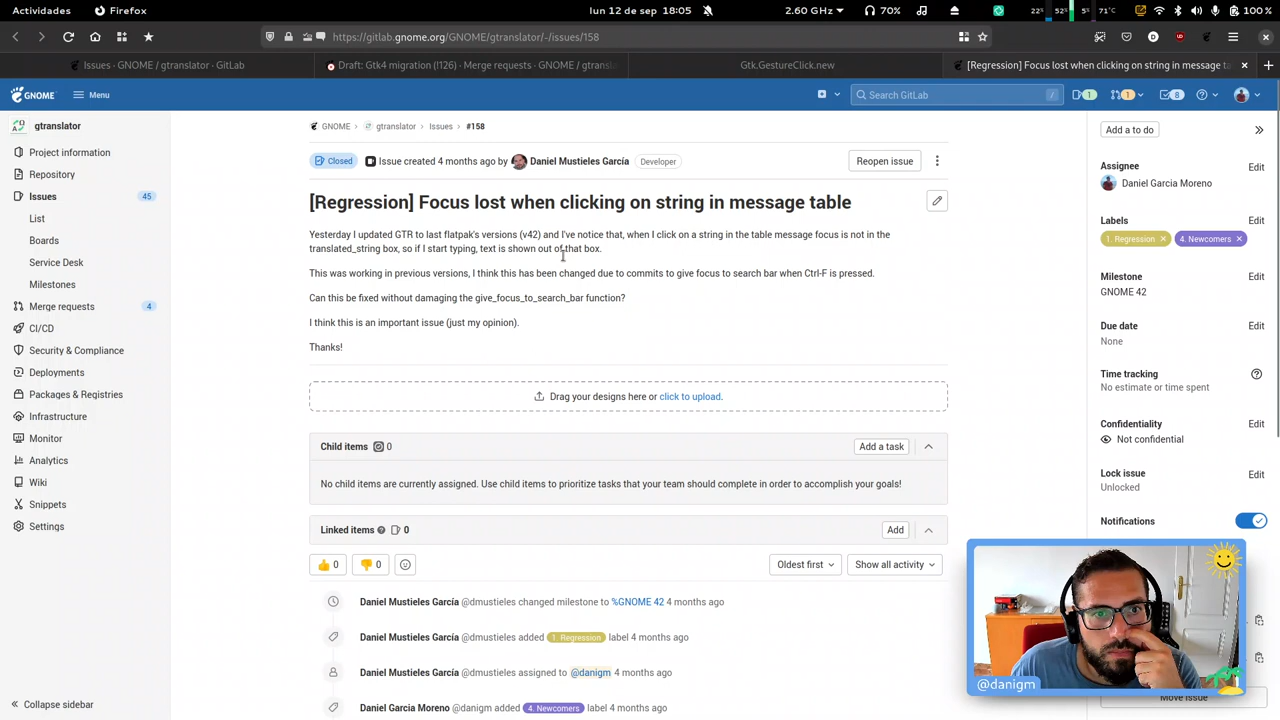 Actividades
Firefox
lun 12 de sep 18:05
2.60 GHz
70%
22%
52%
5%
71°C
100 %
https://gitlab.gnome.org/GNOME/gtranslator/-/issues/158
Issues · GNOME / gtranslator · GitLab
Draft: Gtk4 migration (!126) · Merge requests · GNOME / gtransl
Gtk.GestureClick.new
[Regression] Focus lost when clicking on string in message ta
GNOME
Menu
Search GitLab
/
1
1
8
gtranslator
Project information
Repository
Issues
45
List
Boards
Service Desk
Milestones
Merge requests
4
CI/CD
Security & Compliance
Deployments
Packages & Registries
Infrastructure
Monitor
Analytics
Wiki
Snippets
Settings
Collapse sidebar
GNOME > gtranslator > Issues > #158
Closed
Issue created 4 months ago by Daniel Mustieles García Developer
Reopen issue
[Regression] Focus lost when clicking on string in message table
Yesterday I updated GTR to last flatpak's versions (v42) and I've notice that, when I click on a string in the table message focus is not in the
translated_string box, so if I start typing, text is shown out of that box.
This was working in previous versions, I think this has been changed due to commits to give focus to search bar when Ctrl-F is pressed.
Can this be fixed without damaging the give_focus_to_search_bar function?
I think this is an important issue (just my opinion).
Thanks!
Drag your designs here or click to upload.
Child items 0
Add a task
No child items are currently assigned. Use child items to prioritize tasks that your team should complete in order to accomplish your goals!
Linked items 0
Add
0
0
Oldest first
Show all activity
Daniel Mustieles García @dmustieles changed milestone to %GNOME 42 4 months ago
Daniel Mustieles García @dmustieles added 1. Regression label 4 months ago
Daniel Mustieles García @dmustieles assigned to @danigm 4 months ago
Daniel Garcia Moreno @danigm added 4. Newcomers label 4 months ago
Add a to do
Assignee
Edit
Daniel Garcia Moreno
Labels
Edit
1. Regression
4. Newcomers
Milestone
Edit
GNOME 42
Due date
Edit
None
Time tracking
No estimate or time spent
Confidentiality
Edit
Not confidential
Lock issue
Edit
Unlocked
Notifications
@danigm
Move issue